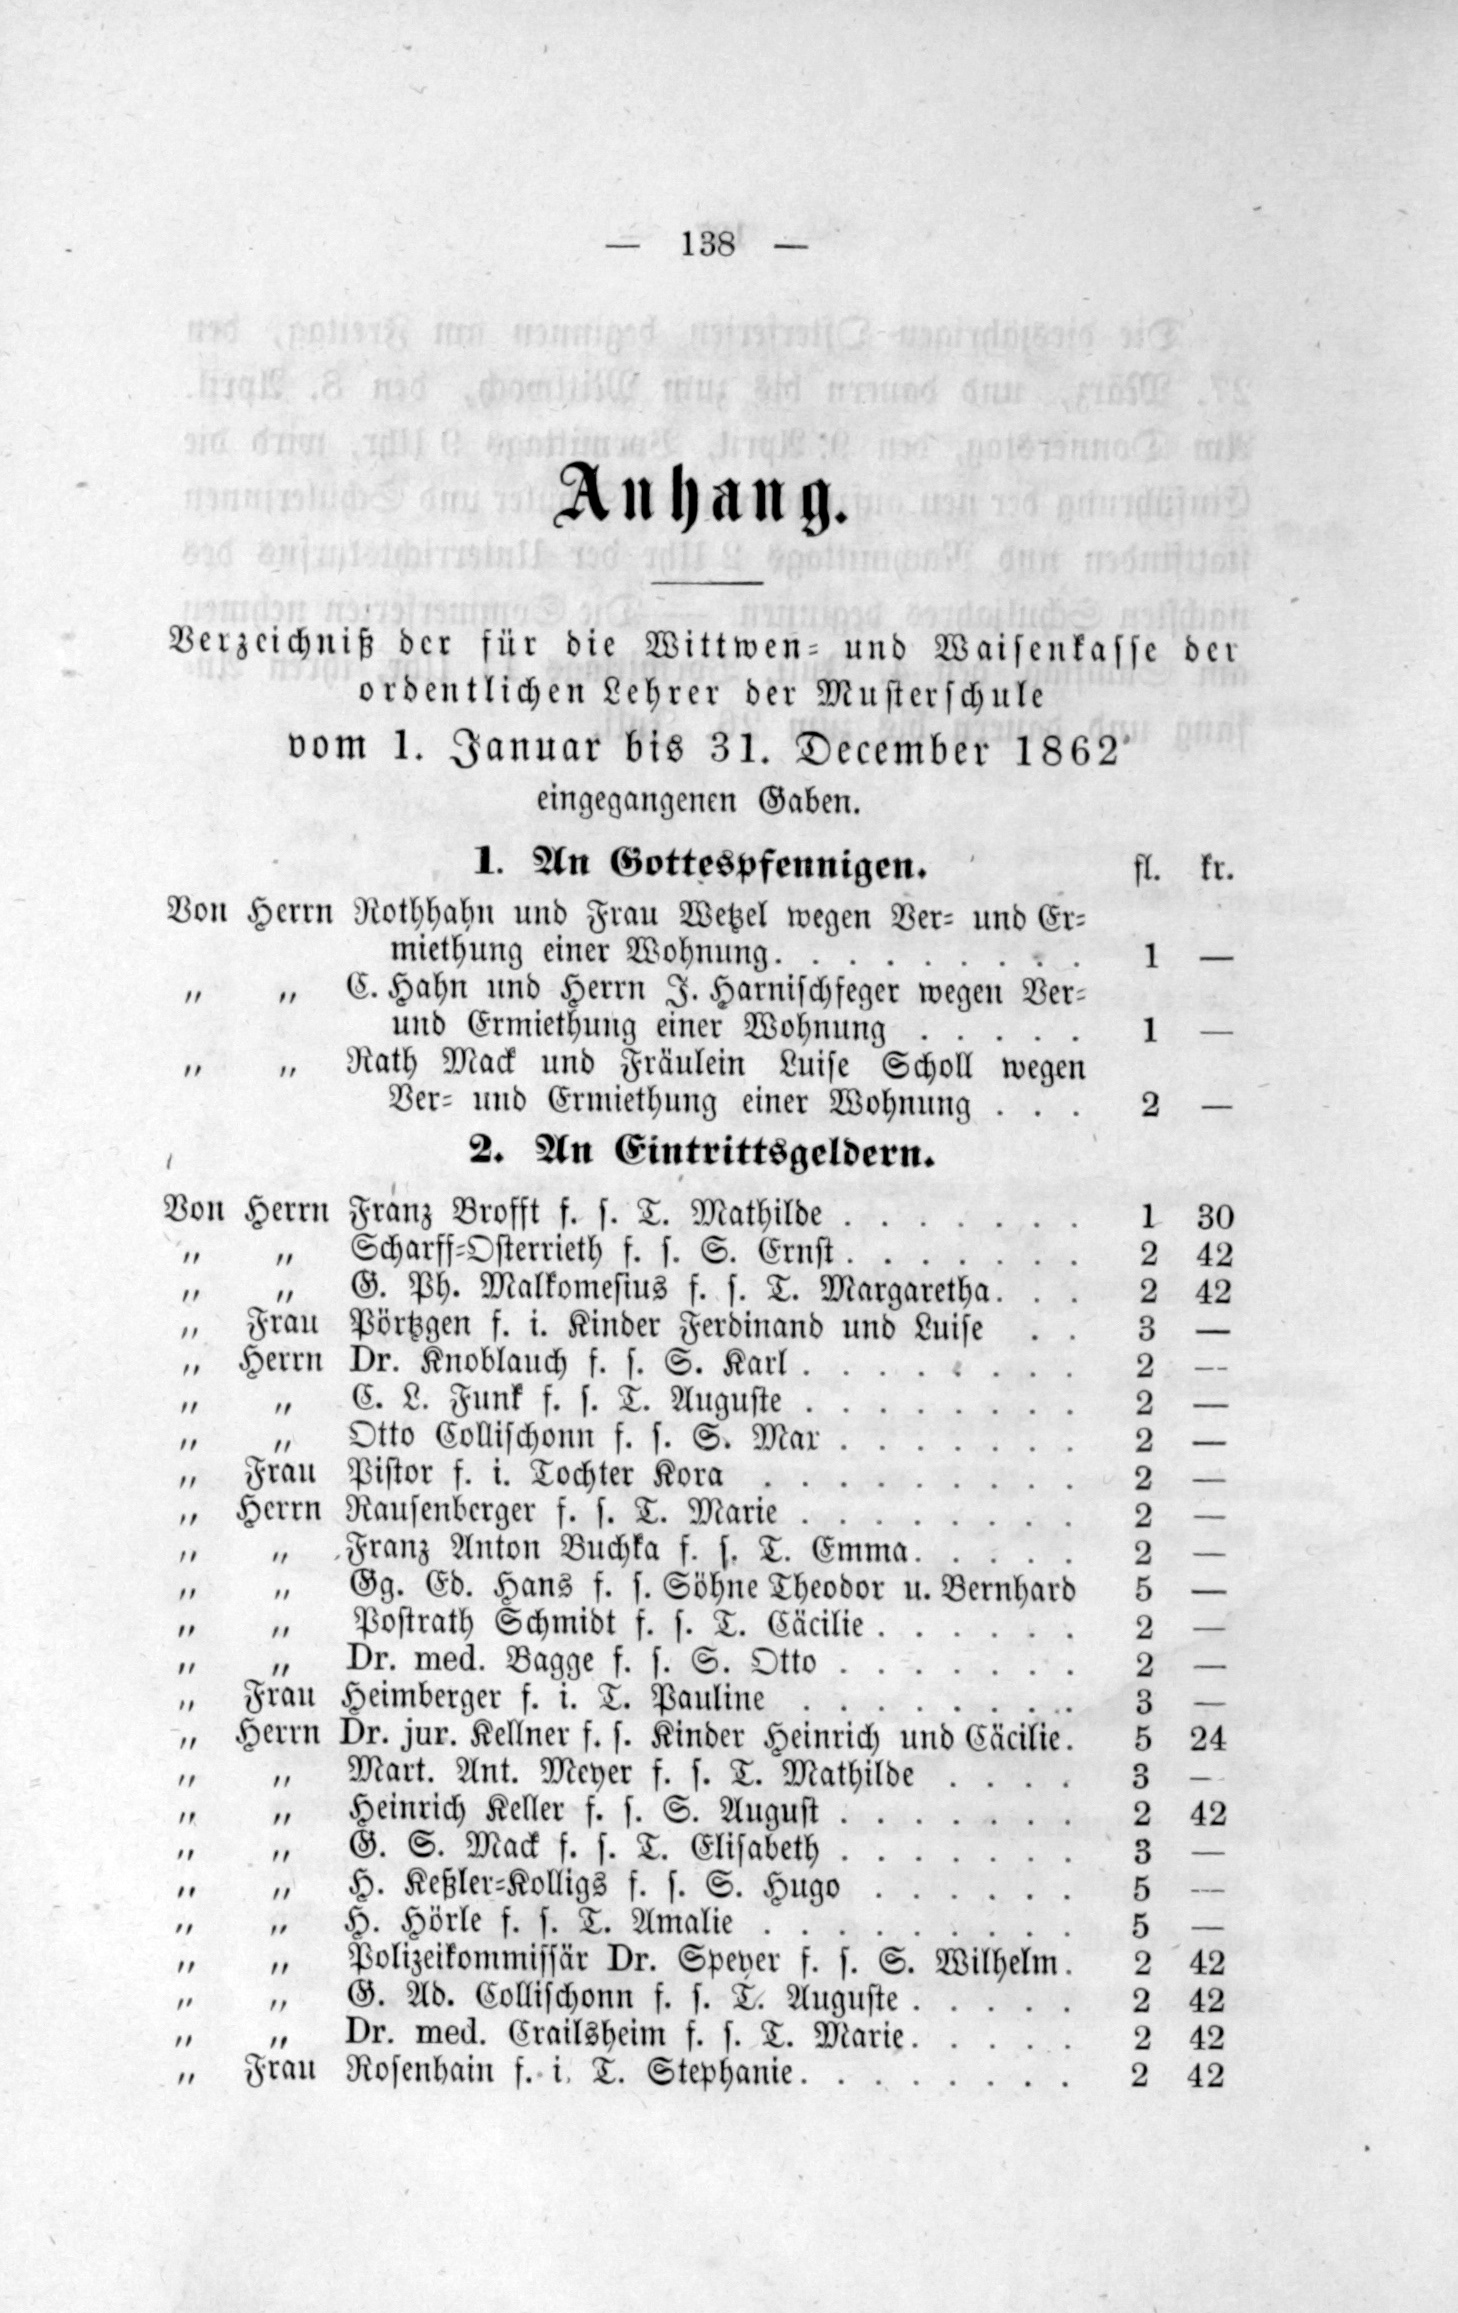 — 138 —
Anhang.
Verzeichniß der für die Wittwen- und Waisenkasse der
ordentlichen Lehrer der Musterschule
vom 1. Januar bis 31. December 1862
eingegangenen Gaben.
1. An Gottespfennigen. fl. kr.
Von Herrn Rothhahn und Frau Wetzel wegen Ver- und Er-
miethung einer Wohnung. . . . . . . . . 1 —
„ „ C. Hahn und Herrn J. Harnischfeger wegen Ver-
und Ermiethung einer Wohnung . . . . . 1 —
„ „ Rath Mack und Fräulein Luise Scholl wegen
Ver- und Ermiethung einer Wohnung . . . 2 —
2. An Eintrittsgeldern.
Von Herrn Franz Brofft f. s. T. Mathilde . . . . . . . 1 30
„ „ Scharff-Osterrieth f. s. S. Ernst . . . . . . . 2 42
„ „ G. Ph. Malkomesius f. s. T. Margaretha . . . 2 42
„ Frau Pörtzgen f. i. Kinder Ferdinand und Luise . . 3 —
„ Herrn Dr. Knoblauch f. s. S. Karl . . . . . . . . 2 —
„ „ C. L. Funk f. s. T. Auguste . . . . . . . . 2 —
„ „ Otto Collischonn f. s. S. Max . . . . . . . 2 —
„ Frau Pistor f. i. Tochter Kora . . . . . . . . . 2 —
„ Herrn Rausenberger f. s. T. Marie . . . . . . . . 2 —
„ „ Franz Anton Buchka f. s. T. Emma . . . . . 2 —
„ „ Gg. Ed. Hans f. s. Söhne Theodor u. Bernhard 5 —
„ „ Postrath Schmidt f. s. T. Cäcilie . . . . . . 2 —
„ „ Dr. med. Bagge f. s. S. Otto . . . . . . . 2 —
„ Frau Heimberger f. i. T. Pauline . . . . . . . . 3 —
„ Herrn Dr. jur. Kellner f. s. Kinder Heinrich und Cäcilie. 5 24
„ „ Mart. Ant. Meyer f. s. T. Mathilde . . . . 3 —
„ „ Heinrich Keller f. s. S. August . . . . . . . 2 42
„ „ G. S. Mack f. s. T. Elisabeth . . . . . . . 3 —
„ „ H. Keßler-Kolligs f. s. S. Hugo . . . . . . 5 —
„ „ H. Hörle f. s. T. Amalie . . . . . . . . . 5 —
„ „ Polizeikommissär Dr. Speyer f. s. S. Wilhelm . 2 42
„ „ G. Ad. Collischonn f. s. T. Auguste . . . . . 2 42
„ „ Dr. med. Crailsheim f. s. T. Marie . . . . . 2 42
„ Frau Rosenhain f. i. T. Stephanie . . . . . . . . 2 42